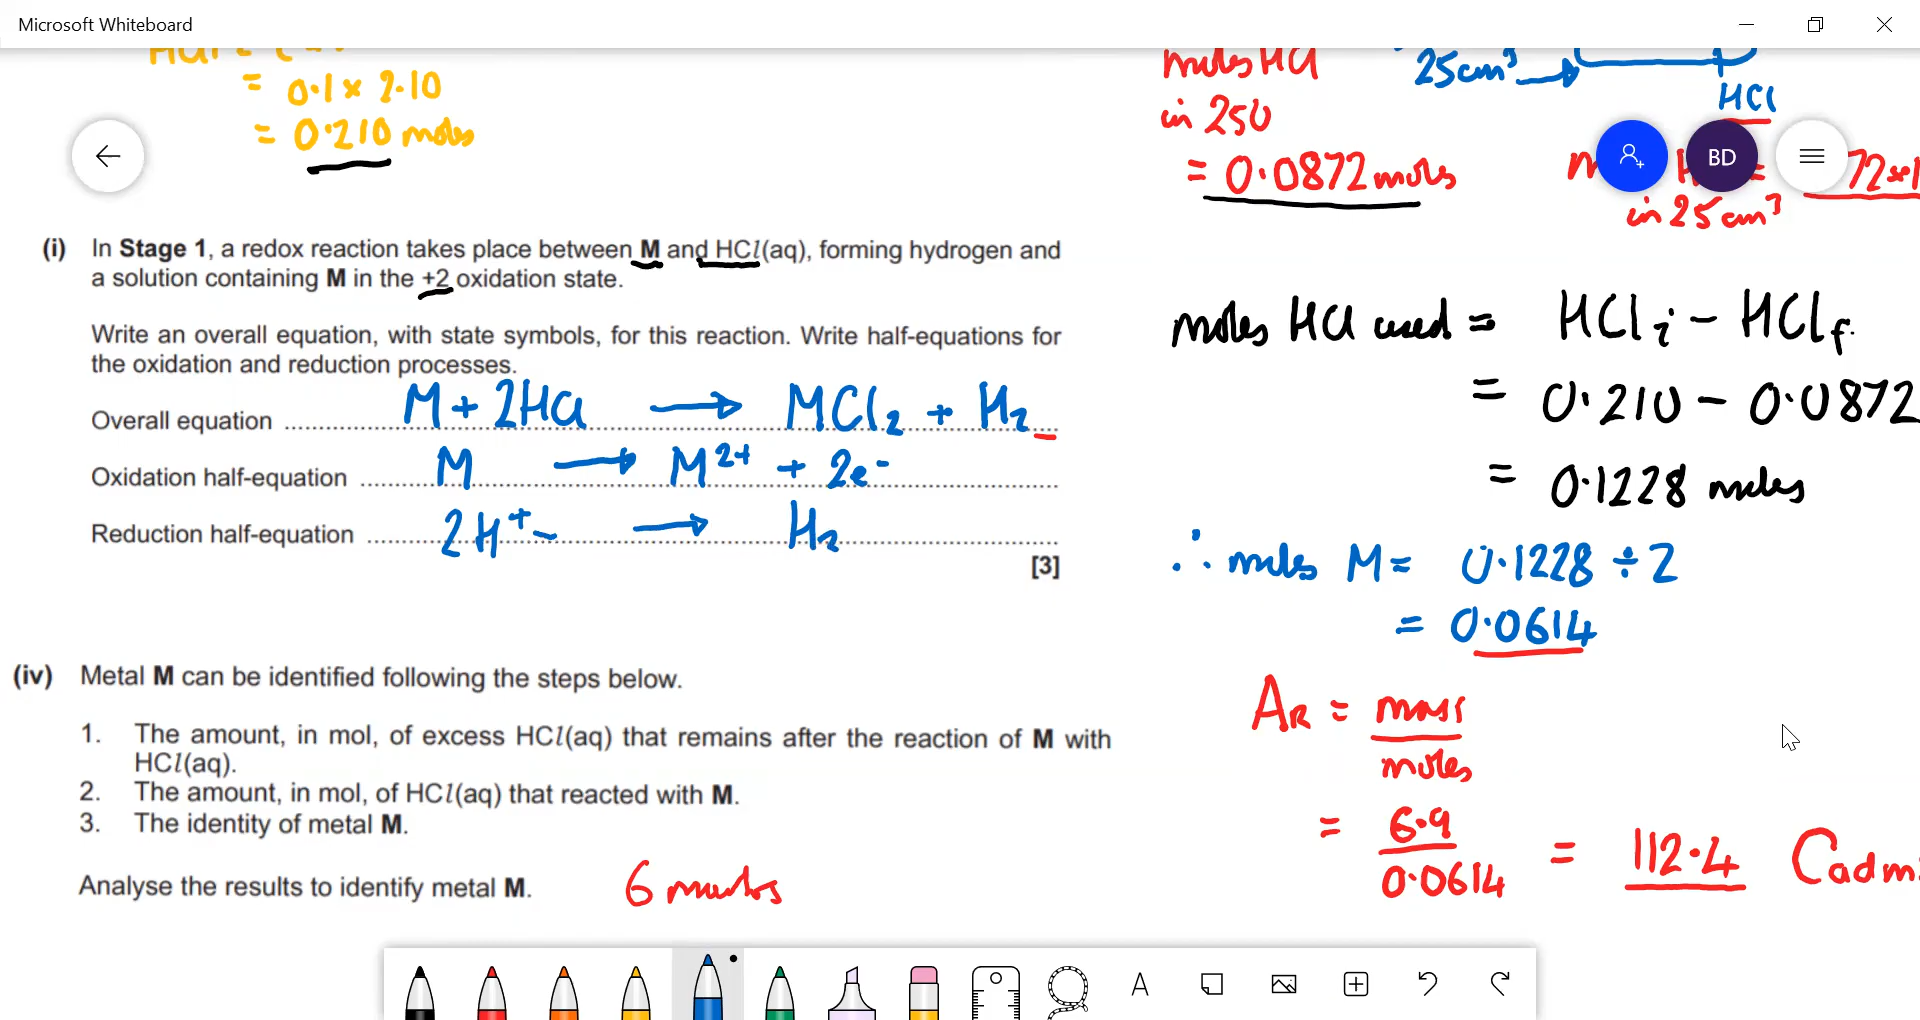 Microsoft Whiteboard
= 0.1 x 2.10
= 0.210 moles
moles HCl
in 250
= 0.0872 moles
25cm³
HCl
BD
72
in 25cm³
(i) In Stage 1, a redox reaction takes place between M and HCl(aq), forming hydrogen and
a solution containing M in the +2 oxidation state.
Write an overall equation, with state symbols, for this reaction. Write half-equations for
the oxidation and reduction processes.
Overall equation M + 2HCl → MCl₂ + H₂
Oxidation half-equation M → M²⁺ + 2e⁻
Reduction half-equation 2H⁺ → H₂
[3]
moles HCl used = HCl i - HCl f.
= 0.210 - 0.0872
= 0.1228 moles
∴ moles M = 0.1228 ÷ 2
= 0.0614
(iv) Metal M can be identified following the steps below.
1. The amount, in mol, of excess HCl(aq) that remains after the reaction of M with
HCl(aq).
2. The amount, in mol, of HCl(aq) that reacted with M.
3. The identity of metal M.
Analyse the results to identify metal M. 6 marks
AR = mass
moles
= 6.9
0.0614
= 112.4 Cadm
A